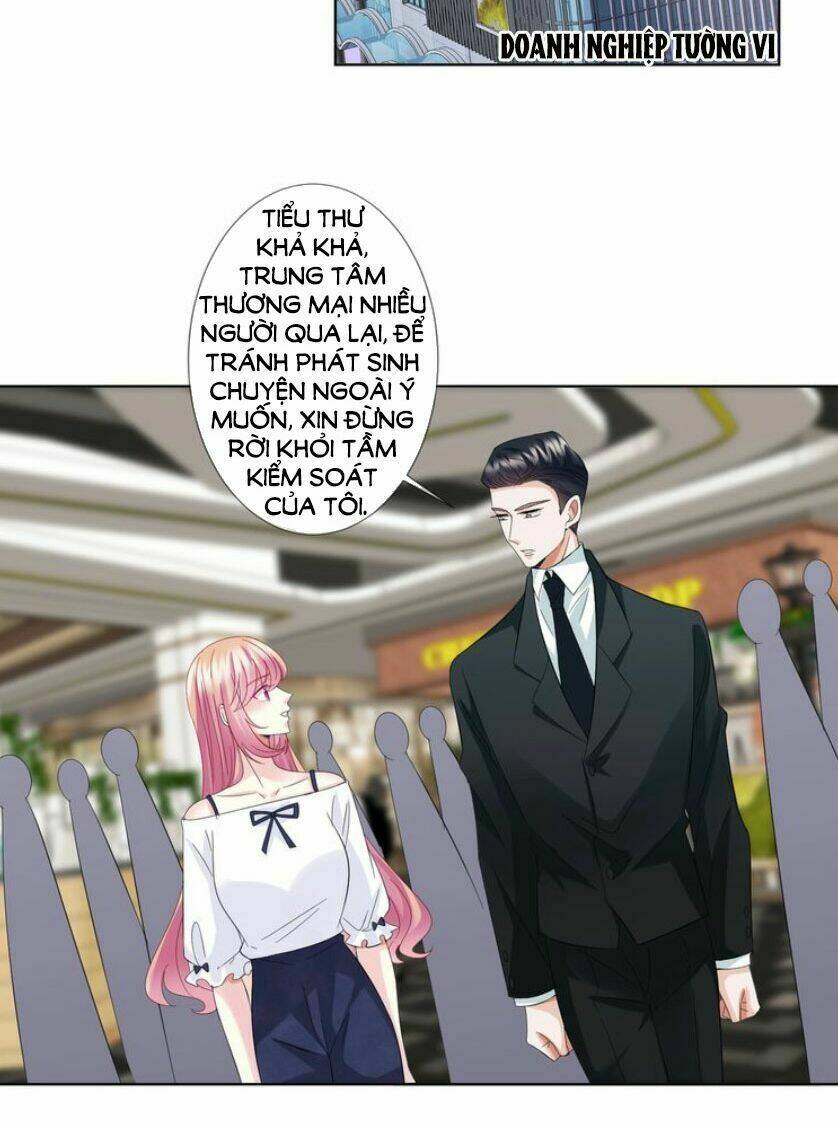 DOANH NGHIỆP TƯỜNG VI
TIỂU THƯ
KHẢ KHẢ,
TRUNG TÂM
THƯƠNG MẠI NHIỀU
NGƯỜI QUA LẠI, ĐỂ
TRÁNH PHÁT SINH
CHUYỆN NGOÀI Ý
MUỐN, XIN ĐỪNG
RỜI KHỎI TẦM
KIỂM SOÁT
CỦA TÔI.